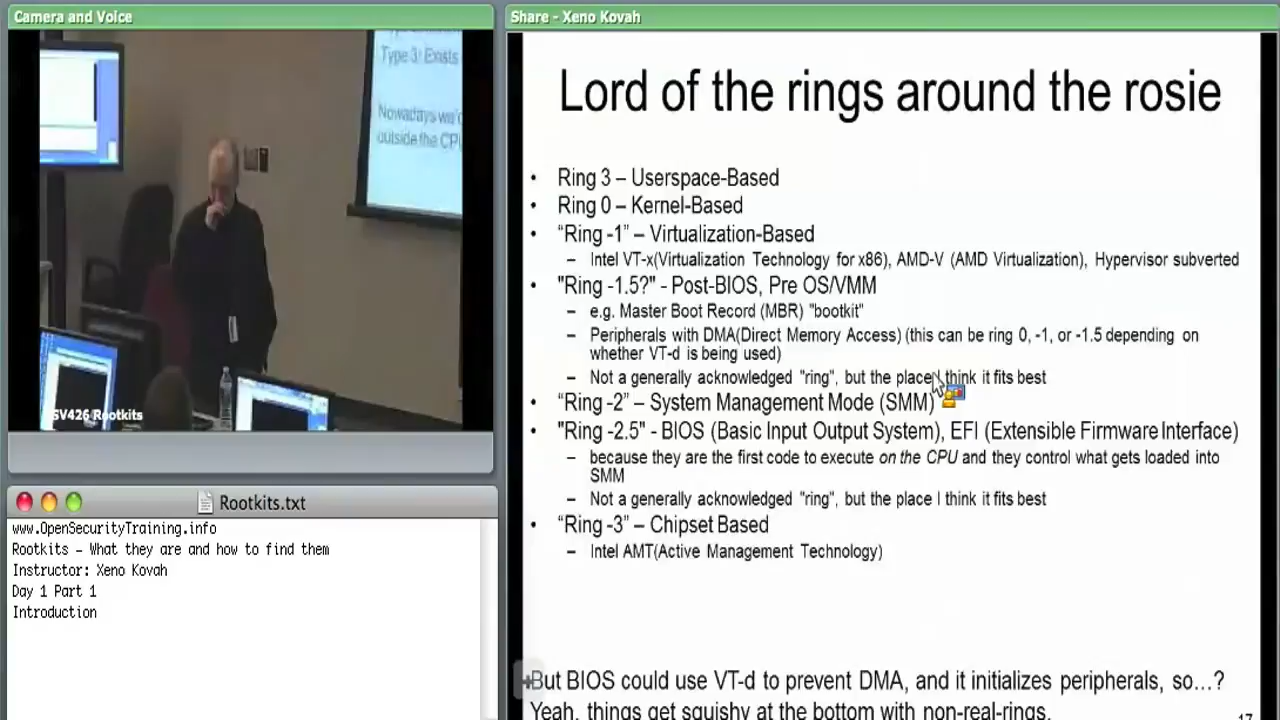 Camera and Voice
Type 3: Exists
Nowadays we'
outside the CP
SV426 Rootkits
Rootkits.txt
www.OpenSecurityTraining.info
Rootkits – What they are and how to find them
Instructor: Xeno Kovah
Day 1 Part 1
Introduction
Share - Xeno Kovah
Lord of the rings around the rosie
• Ring 3 – Userspace-Based
• Ring 0 – Kernel-Based
• “Ring -1” – Virtualization-Based
– Intel VT-x(Virtualization Technology for x86), AMD-V (AMD Virtualization), Hypervisor subverted
• "Ring -1.5?" - Post-BIOS, Pre OS/VMM
– e.g. Master Boot Record (MBR) "bootkit"
– Peripherals with DMA(Direct Memory Access) (this can be ring 0, -1, or -1.5 depending on
whether VT-d is being used)
– Not a generally acknowledged "ring", but the place I think it fits best
• “Ring -2” – System Management Mode (SMM)
• "Ring -2.5" - BIOS (Basic Input Output System), EFI (Extensible Firmware Interface)
– because they are the first code to execute on the CPU and they control what gets loaded into
SMM
– Not a generally acknowledged "ring", but the place I think it fits best
• “Ring -3” – Chipset Based
– Intel AMT(Active Management Technology)
But BIOS could use VT-d to prevent DMA, and it initializes peripherals, so…?
Yeah, things get squishy at the bottom with non-real-rings.
17